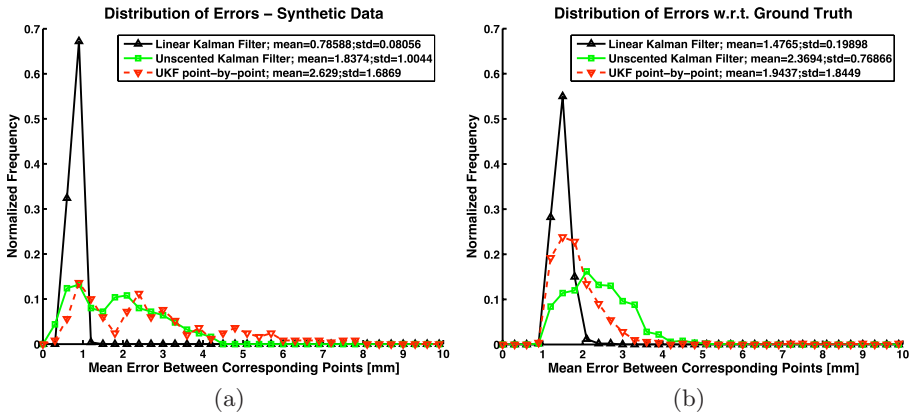 Distribution of Errors – Synthetic Data
Linear Kalman Filter; mean=0.78588;std=0.08056
Unscented Kalman Filter; mean=1.8374;std=1.0044
UKF point−by−point; mean=2.629;std=1.6869
Normalized Frequency
0.7
0.6
0.5
0.4
0.3
0.2
0.1
0
0 1 2 3 4 5 6 7 8 9 10
Mean Error Between Corresponding Points [mm]
(a)
Distribution of Errors w.r.t. Ground Truth
Linear Kalman Filter; mean=1.4765;std=0.19898
Unscented Kalman Filter; mean=2.3694;std=0.76866
UKF point−by−point; mean=1.9437;std=1.8449
Normalized Frequency
0.7
0.6
0.5
0.4
0.3
0.2
0.1
0
0 1 2 3 4 5 6 7 8 9 10
Mean Error Between Corresponding Points [mm]
(b)